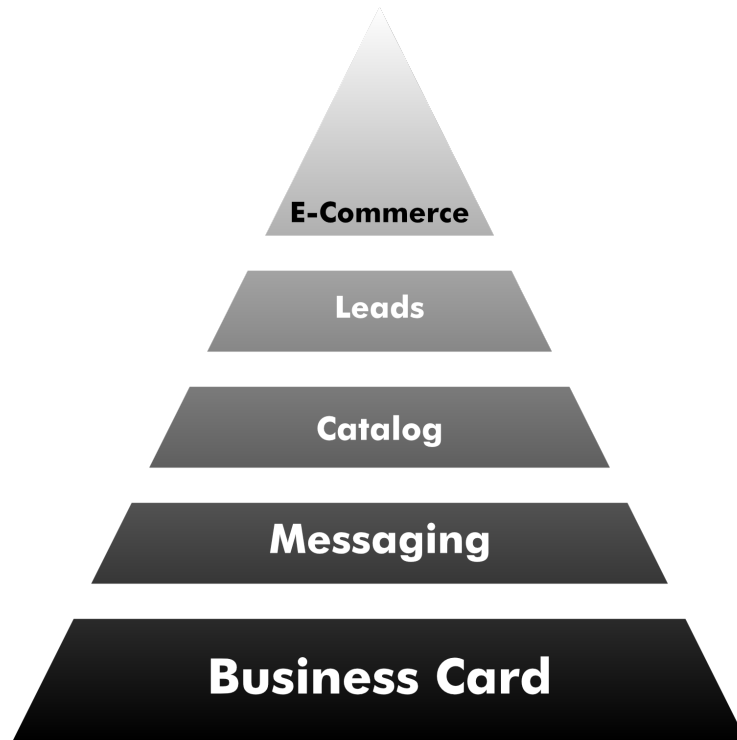 E-Commerce
Leads
Catalog
Messaging
Business Card